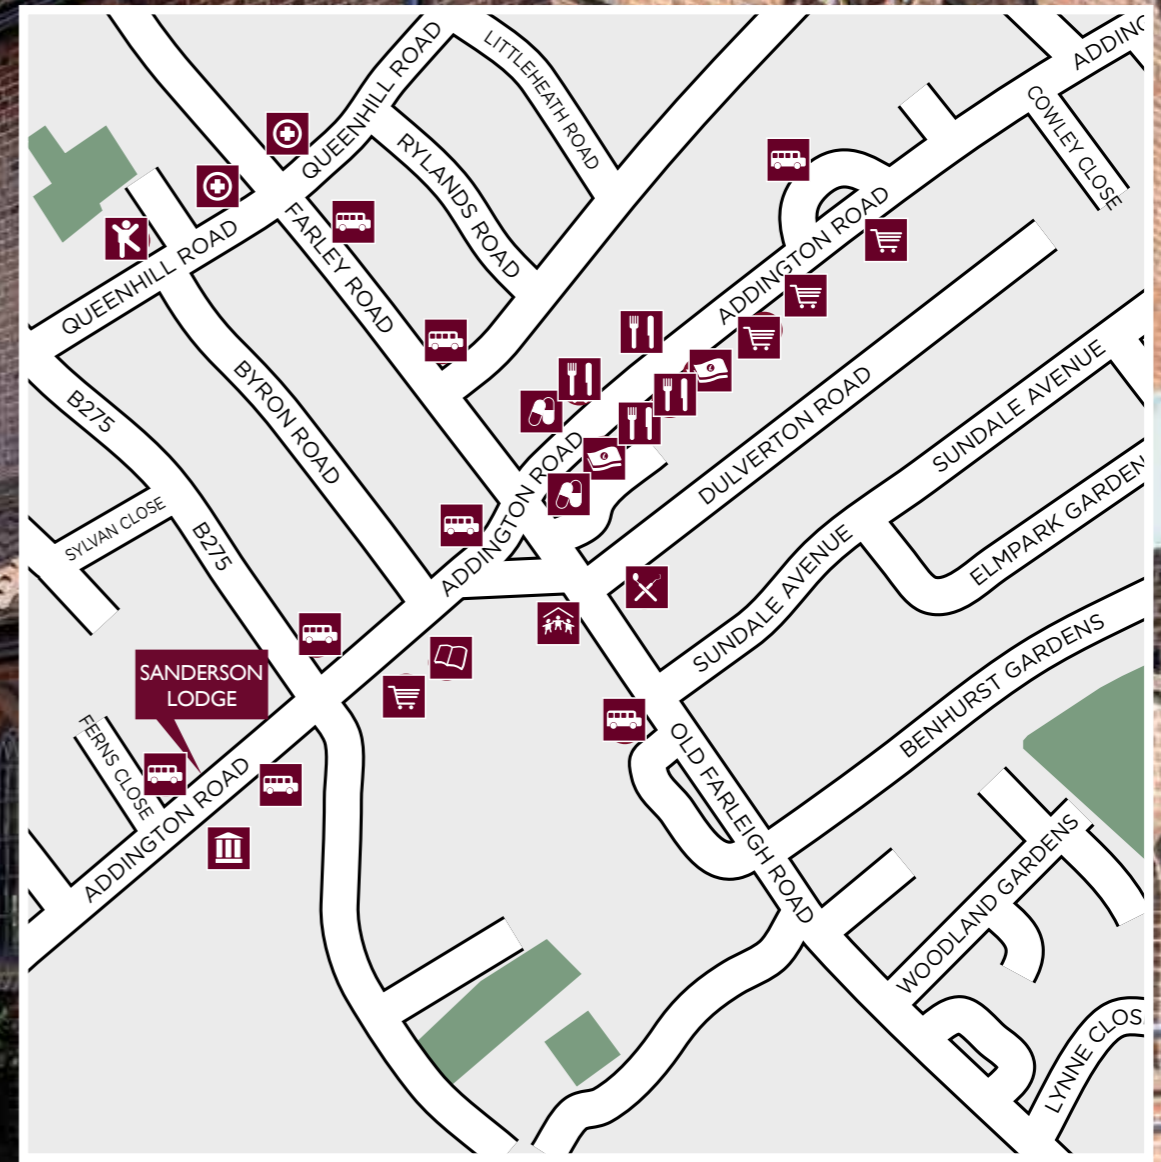 QUEENHILL ROAD
LITTLEHEATH ROAD
ADDING
COWLEY CLOSE
RYLANDS ROAD
FARLEY ROAD
QUEENHILL ROAD
ADDINGTON ROAD
B275
BYRON ROAD
DULVERTON ROAD
SUNDALE AVENUE
SYLVAN CLOSE
B275
ADDINGTON ROAD
ELMPARK GARDEN
SUNDALE AVENUE
BENHURST GARDENS
SANDERSON
LODGE
FERNS CLOSE
ADDINGTON ROAD
OLD FARLEIGH ROAD
WOODLAND GARDENS
LYNNE CLOS